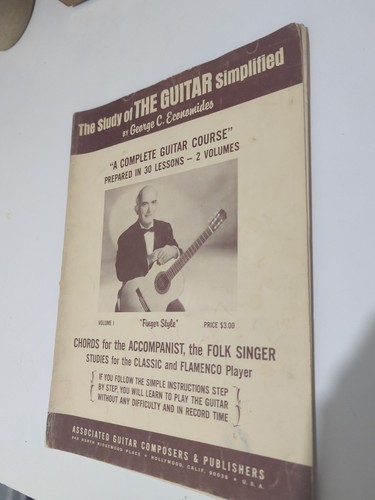 The Study of THE GUITAR Simplified
BY George C. Economides
"A COMPLETE GUITAR COURSE"
PREPARED IN 30 LESSONS — 2 VOLUMES
VOLUME I "Finger Style" PRICE $3.00
CHORDS for the ACCOMPANIST, the FOLK SINGER
STUDIES for the CLASSIC and FLAMENCO Player
IF YOU FOLLOW THE SIMPLE INSTRUCTIONS STEP
BY STEP, YOU WILL LEARN TO PLAY THE GUITAR
WITHOUT ANY DIFFICULTY AND IN RECORD TIME
ASSOCIATED GUITAR COMPOSERS & PUBLISHERS
NORTH RIDGEWOOD PLACE • HOLLYWOOD, CALIF. • U.S.A.